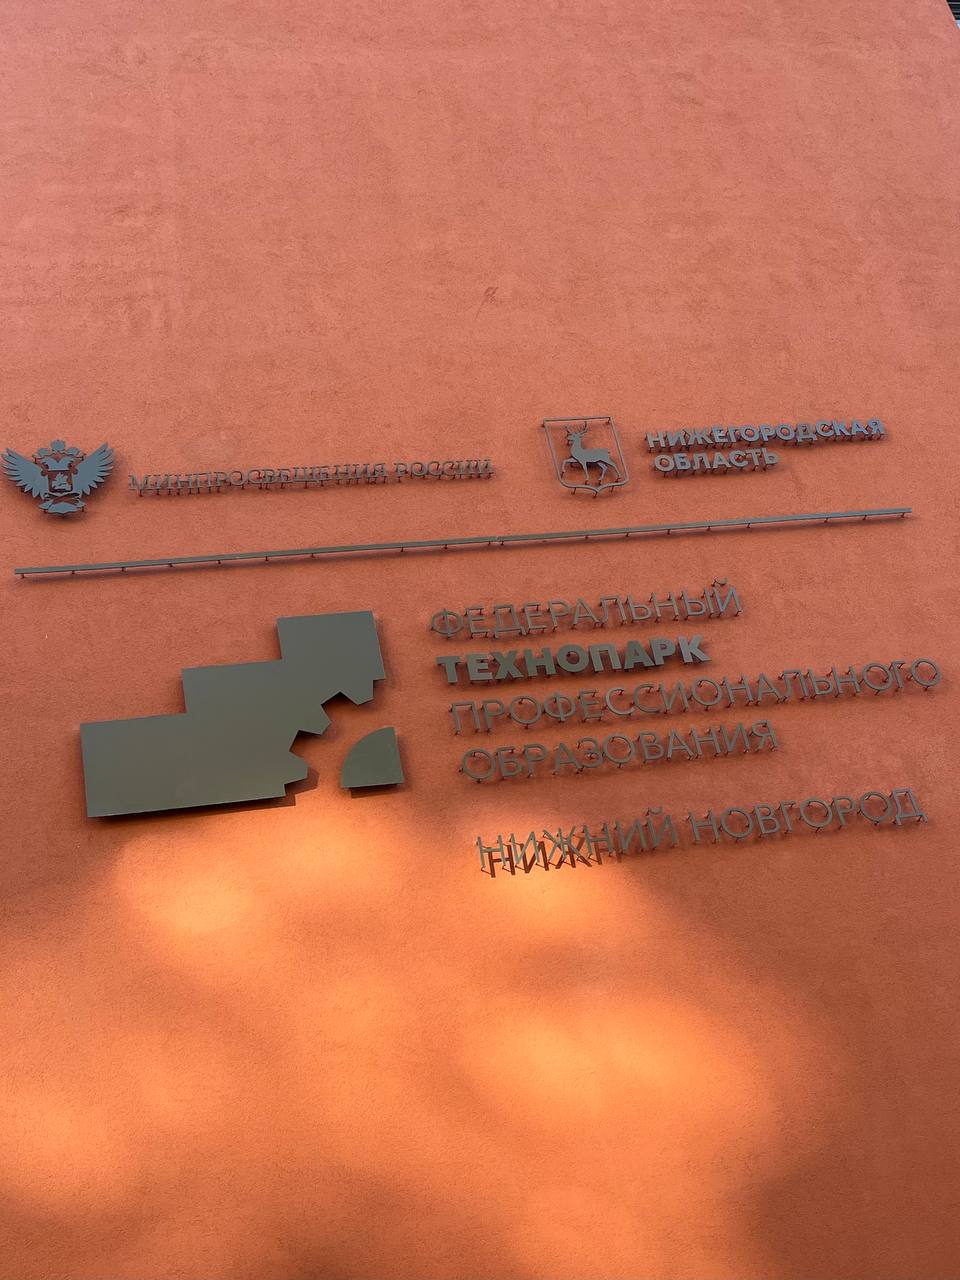 МИНПРОСВЕЩЕНИЯ РОССИИ
НИЖЕГОРОДСКАЯ
ОБЛАСТЬ
ФЕДЕРАЛЬНЫЙ
ТЕХНОПАРК
ПРОФЕССИОНАЛЬНОГО
ОБРАЗОВАНИЯ
НИЖНИЙ НОВГОРОД